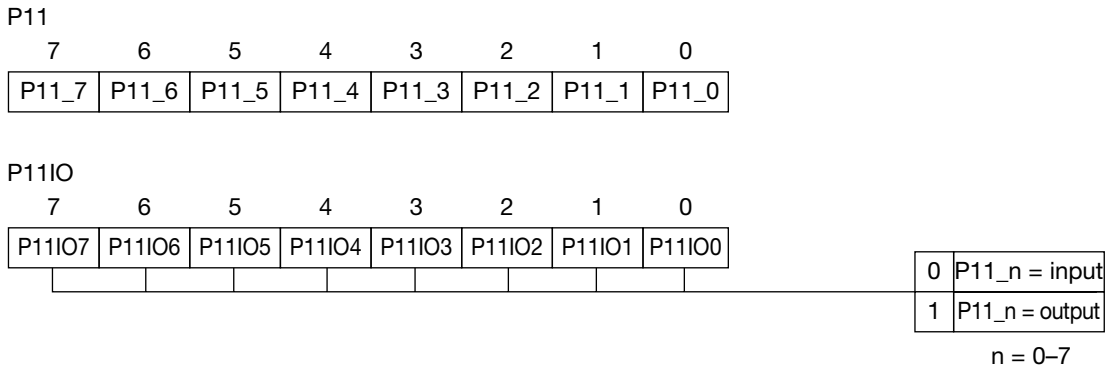 P11
7 6 5 4 3 2 1 0
P11_7 P11_6 P11_5 P11_4 P11_3 P11_2 P11_1 P11_0
P11IO
7 6 5 4 3 2 1 0
P11IO7 P11IO6 P11IO5 P11IO4 P11IO3 P11IO2 P11IO1 P11IO0
0 P11_n = input
1 P11_n = output
n = 0–7